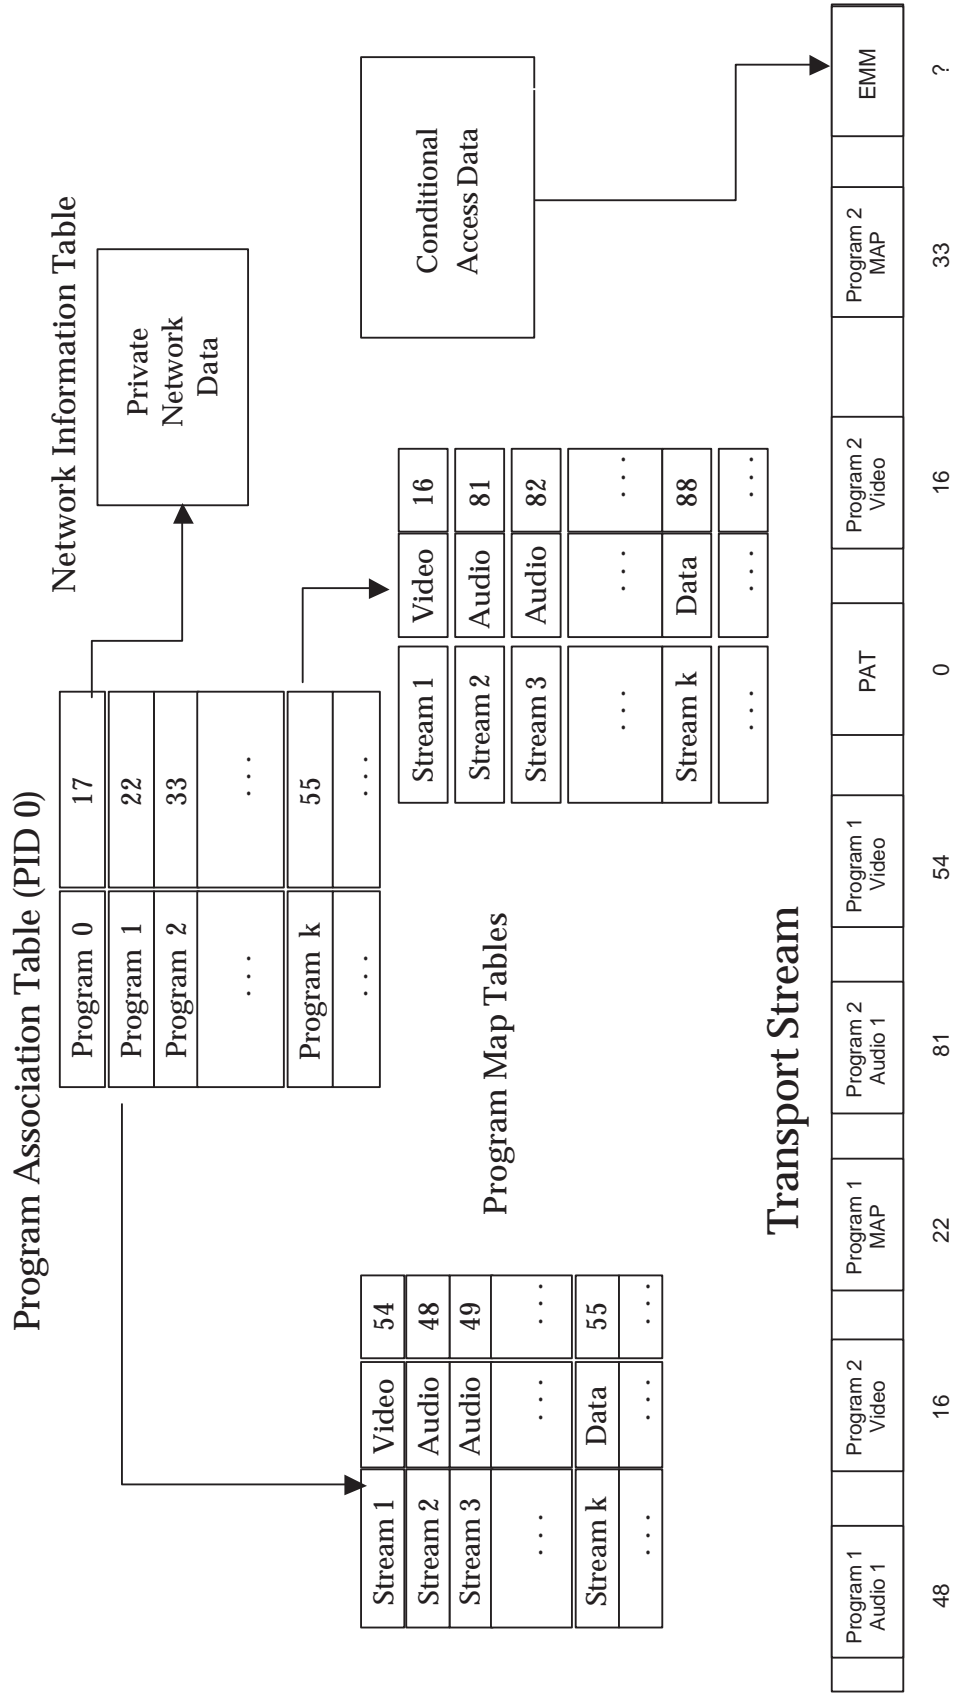 Program Association Table (PID 0)
Network Information Table
Program 0 17
Program 1 22
Program 2 33
. . . . . .
Program k 55
. . . . . .
Private
Network
Data
Stream 1 Video 54
Stream 2 Audio 48
Stream 3 Audio 49
. . . . . . . . .
Stream k Data 55
. . . . . . . . .
Program Map Tables
Stream 1 Video 16
Stream 2 Audio 81
Stream 3 Audio 82
. . . . . . . . .
Stream k Data 88
. . . . . . . . .
Conditional
Access Data
Transport Stream
Program 1
Audio 1
Program 2
Video
Program 1
MAP
Program 2
Audio 1
Program 1
Video
PAT
Program 2
Video
Program 2
MAP
EMM
48 16 22 81 54 0 16 33 ?